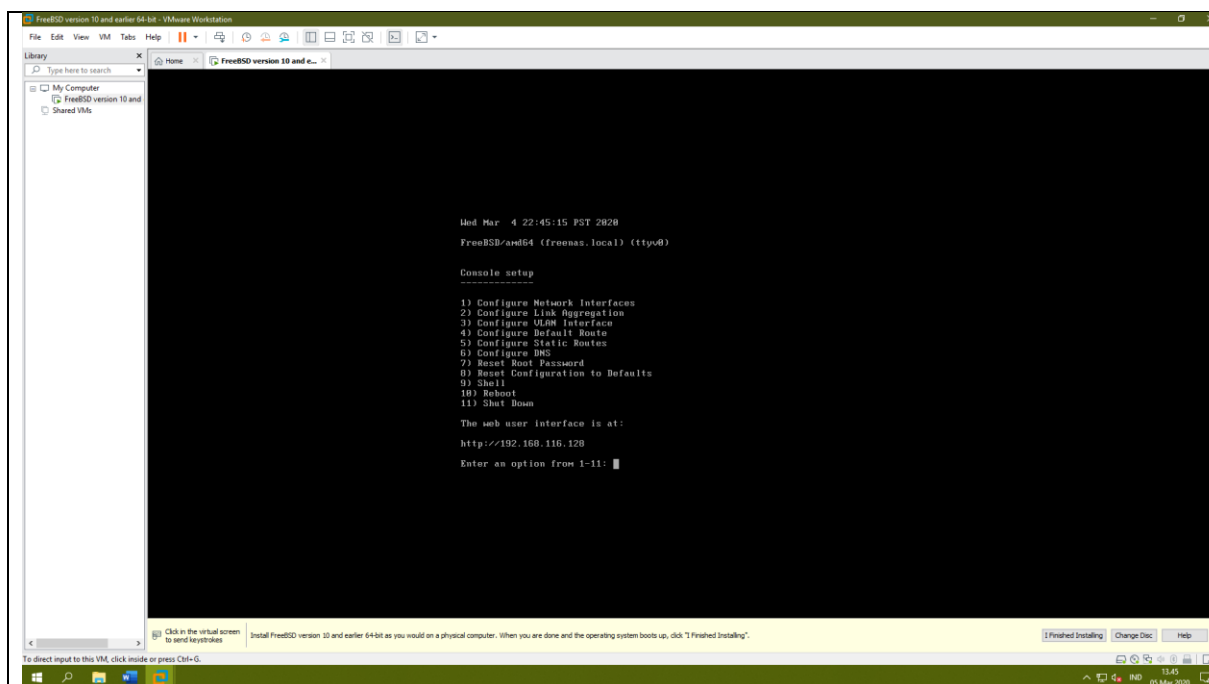 FreeBSD version 10 and earlier 64-bit - VMware Workstation
File Edit View VM Tabs Help
Library
Type here to search
My Computer
FreeBSD version 10 and
Shared VMs
Home
FreeBSD version 10 and e...
Wed Mar 4 22:45:15 PST 2020
FreeBSD/amd64 (freenas.local) (ttyv0)
Console setup
-------------
1) Configure Network Interfaces
2) Configure Link Aggregation
3) Configure VLAN Interface
4) Configure Default Route
5) Configure Static Routes
6) Configure DNS
7) Reset Root Password
8) Reset Configuration to Defaults
9) Shell
10) Reboot
11) Shut Down
The web user interface is at:
http://192.168.116.128
Enter an option from 1-11:
Click in the virtual screen
to send keystrokes
Install FreeBSD version 10 and earlier 64-bit as you would on a physical computer. When you are done and the operating system boots up, click "I Finished Installing".
I Finished Installing
Change Disc
Help
To direct input to this VM, click inside or press Ctrl+G.
IND
13.45
05 Mar 2020